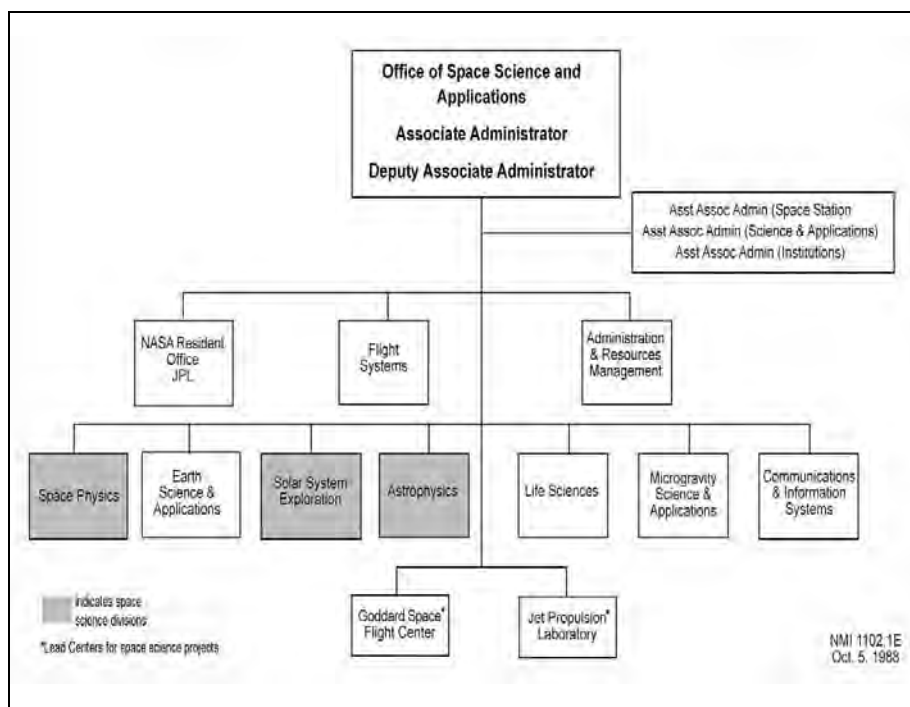 Office of Space Science and
Applications
Associate Administrator
Deputy Associate Administrator
Asst Assoc Admin (Space Station
Asst Assoc Admin (Science & Applications)
Asst Assoc Admin (Institutions)
NASA Resident
Office
JPL
Flight
Systems
Administration
& Resources
Management
Space Physics
Earth
Science &
Applications
Solar System
Exploration
Astrophysics
Life Sciences
Microgravity
Science &
Applications
Communications
& Information
Systems
Goddard Space*
Flight Center
Jet Propulsion*
Laboratory
indicates space
science divisions
*Lead Centers for space science projects
NMI 1102.1E
Oct. 5. 1988